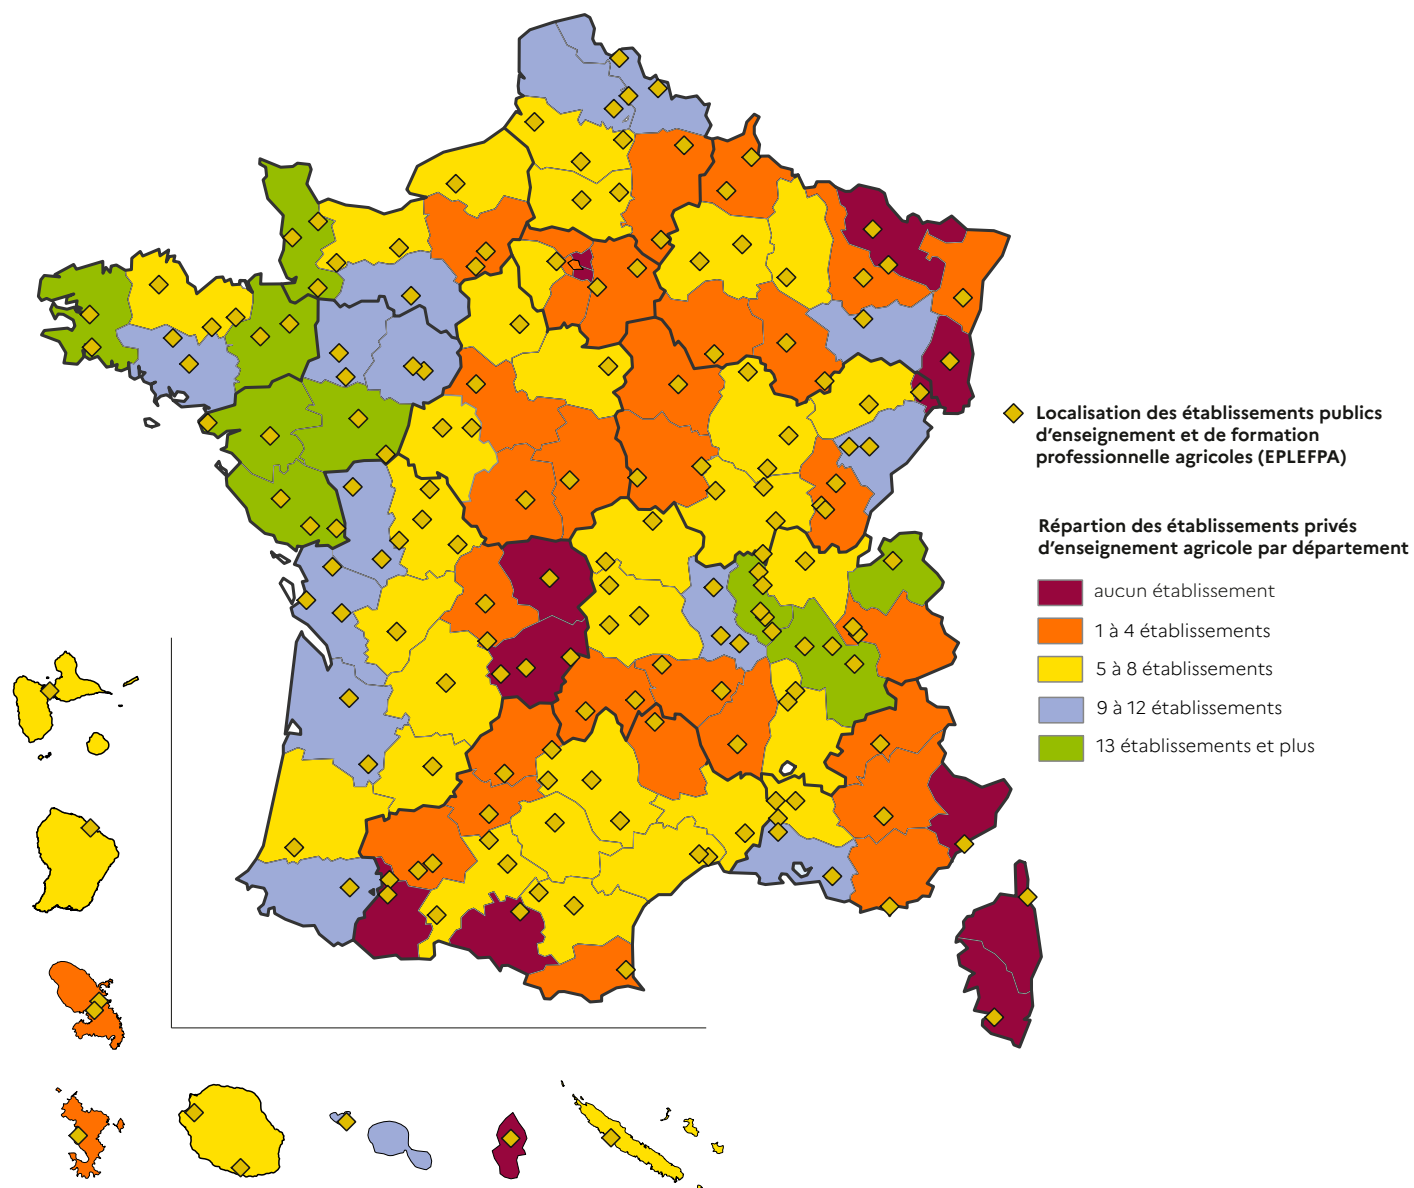 Localisation des établissements publics
d'enseignement et de formation
professionnelle agricoles (EPLEFPA)
Répartion des établissements privés
d'enseignement agricole par département
aucun établissement
1 à 4 établissements
5 à 8 établissements
9 à 12 établissements
13 établissements et plus